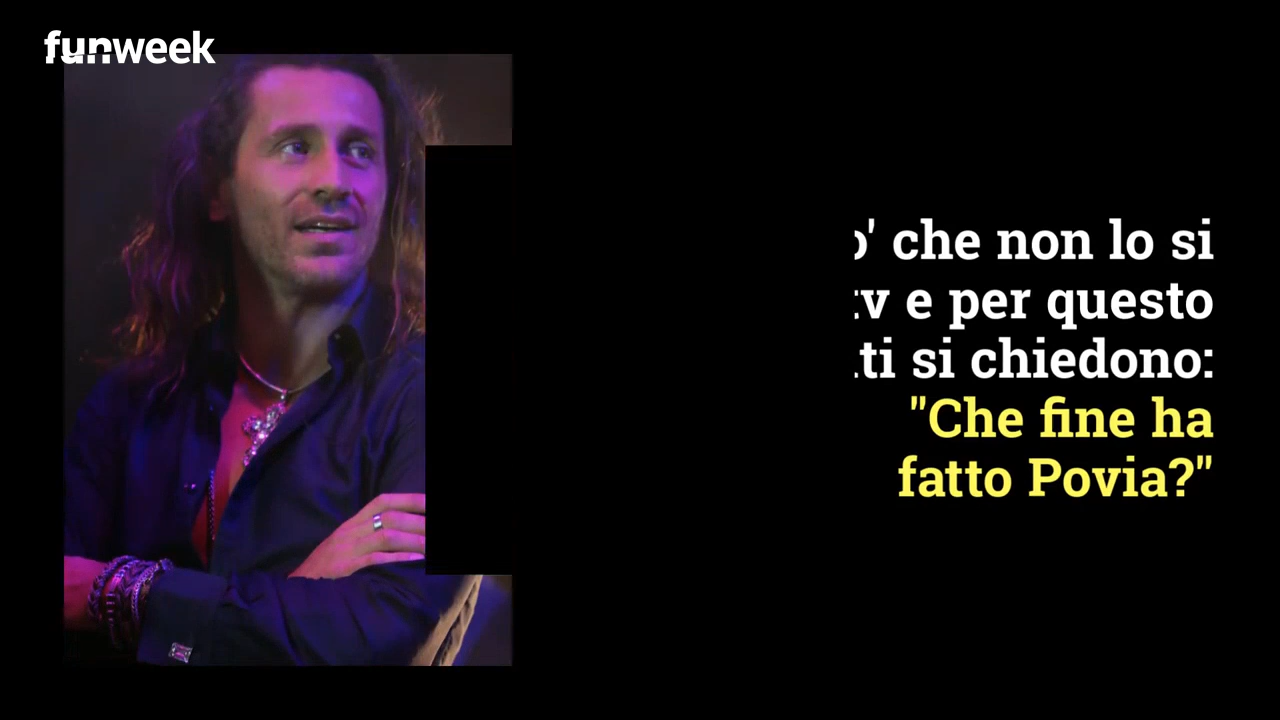 funweek
che non lo si
e per questo
si chiedono:
"Che fine ha
fatto Povia?"